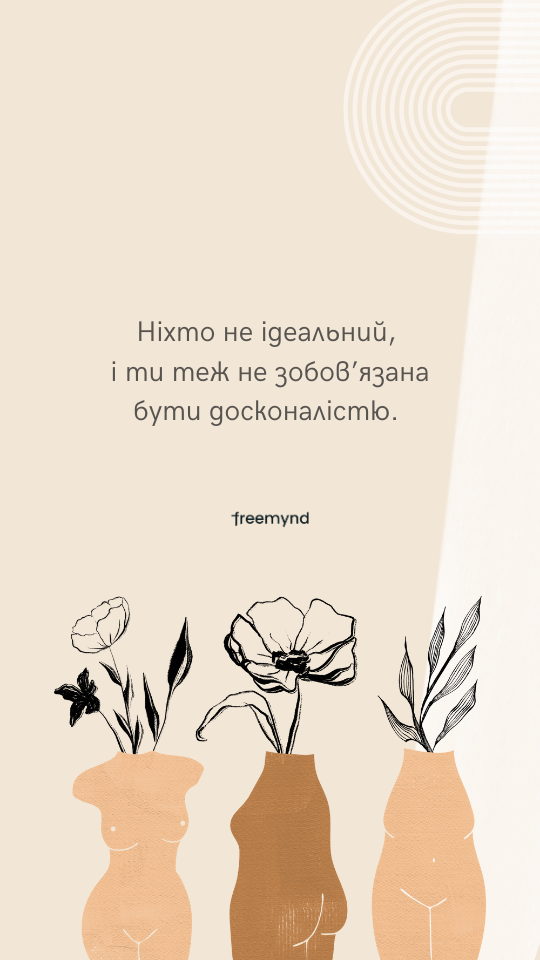 Ніхто не ідеальний,
і ти теж не зобов’язана
бути досконалістю.
freemynd